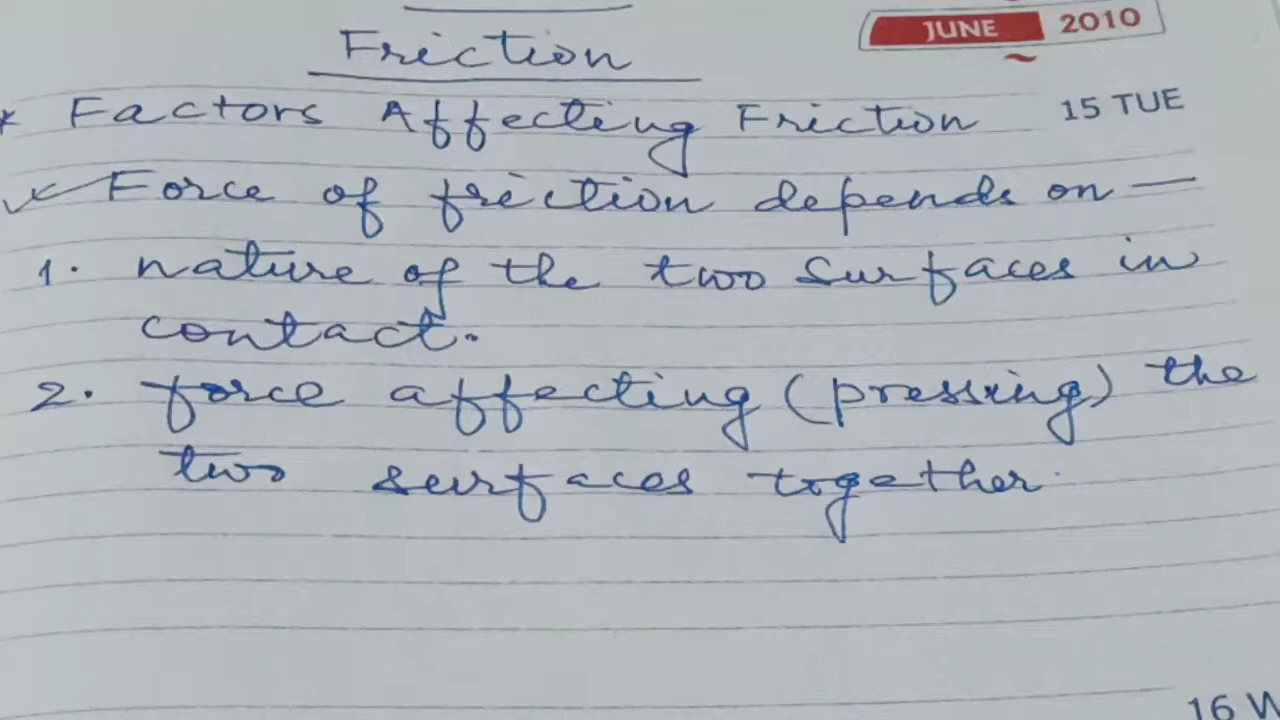 JUNE 2010
Friction
* Factors Affecting Friction
15 TUE
Force of friction depends on —
1. nature of the two surfaces in
contact.
2. force affecting (pressing) the
two surfaces together.
16 W